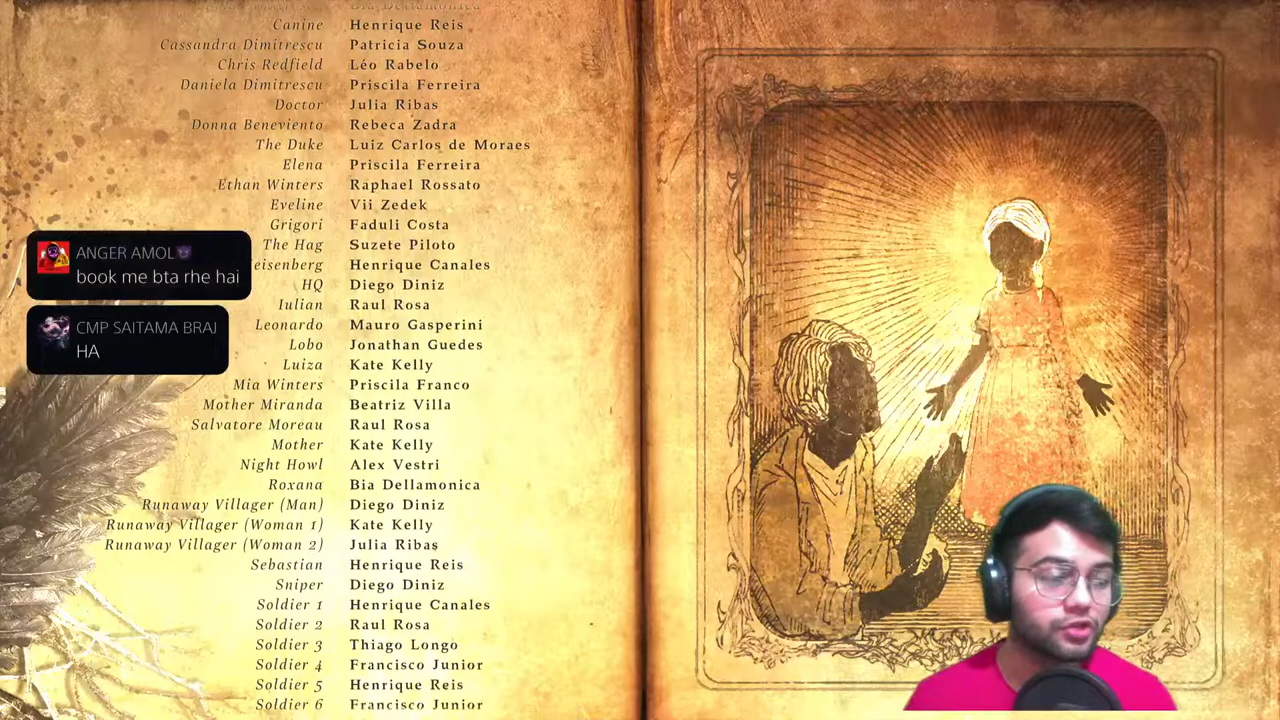 Canine Henrique Reis
Cassandra Dimitrescu Patricia Souza
Chris Redfield Léo Rabelo
Daniela Dimitrescu Priscila Ferreira
Doctor Julia Ribas
Donna Beneviento Rebeca Zadra
The Duke Luiz Carlos de Moraes
Elena Priscila Ferreira
Ethan Winters Raphael Rossato
Eveline Vii Zedek
Grigori Faduli Costa
The Hag Suzete Piloto
eisenberg Henrique Canales
HQ Diego Diniz
Iulian Raul Rosa
Leonardo Mauro Gasperini
Lobo Jonathan Guedes
Luiza Kate Kelly
Mia Winters Priscila Franco
Mother Miranda Beatriz Villa
Salvatore Moreau Raul Rosa
Mother Kate Kelly
Night Howl Alex Vestri
Roxana Bia Dellamonica
Runaway Villager (Man) Diego Diniz
Runaway Villager (Woman 1) Kate Kelly
Runaway Villager (Woman 2) Julia Ribas
Sebastian Henrique Reis
Sniper Diego Diniz
Soldier 1 Henrique Canales
Soldier 2 Raul Rosa
Soldier 3 Thiago Longo
Soldier 4 Francisco Junior
Soldier 5 Henrique Reis
Soldier 6 Francisco Junior
ANGER AMOL😈
book me bta rhe hai
CMP SAITAMA BRAJ
HA